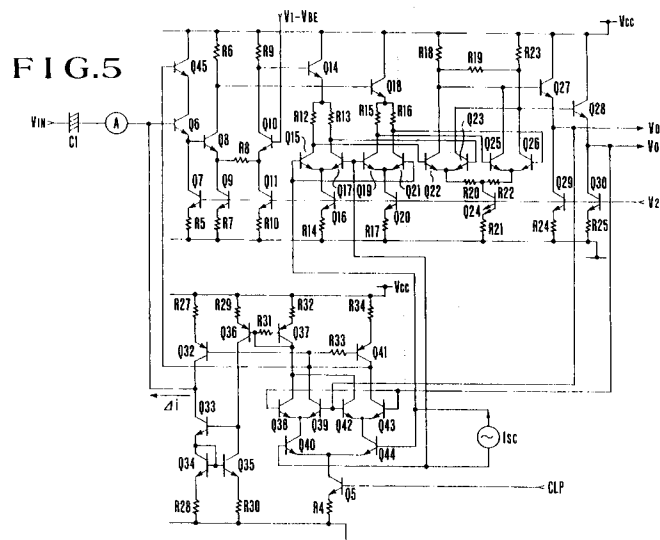 FIG.5
V1-VBE
Vcc
R6
R9
Q45
Q14
Q18
R18
R19
R23
Q27
Q28
VIN
C1
A
Q6
Q8
Q10
R12
R13
R15
R16
Q23
VO
VO
R8
Q15
Q25
Q26
Q7
Q9
Q11
Q17
Q19
Q21
Q22
R20
R22
Q29
Q30
V2
Q16
Q20
Q24
R5
R7
R10
R14
R17
R21
R24
R25
Vcc
R27
R29
R32
R34
Q36
R31
Q37
Q32
R33
Q41
Δi
Q33
Q38
Q39
Q42
Q43
ISC
Q34
Q35
Q40
Q44
Q5
CLP
R28
R30
R4